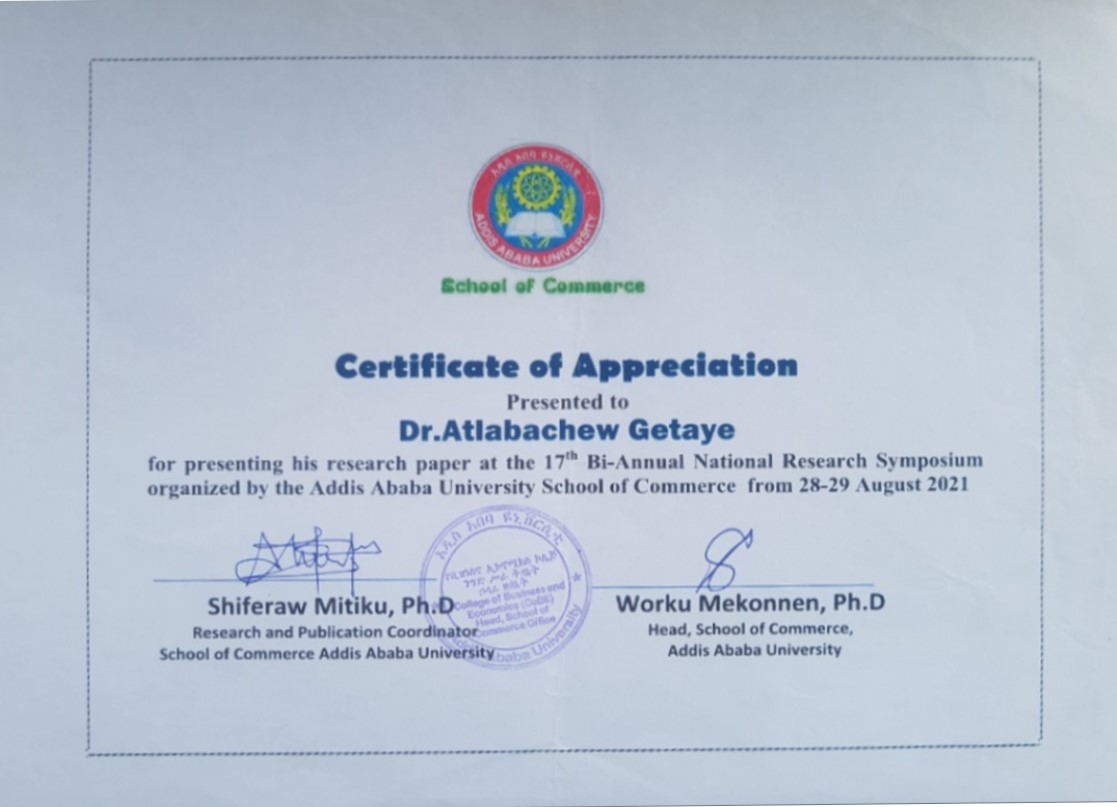 አዲስ አበባ ዩኒቨርሲቲ
ADDIS ABABA UNIVERSITY
School of Commerce
Certificate of Appreciation
Presented to
Dr.Atlabachew Getaye
for presenting his research paper at the 17th Bi-Annual National Research Symposium
organized by the Addis Ababa University School of Commerce from 28-29 August 2021
አዲስ አበባ ዩኒቨርሲቲ
College of Business and
Economics (CoBE)
Head, School of
Commerce Office
Addis Ababa University
Shiferaw Mitiku, Ph.D
Research and Publication Coordinator
School of Commerce Addis Ababa University
Worku Mekonnen, Ph.D
Head, School of Commerce,
Addis Ababa University